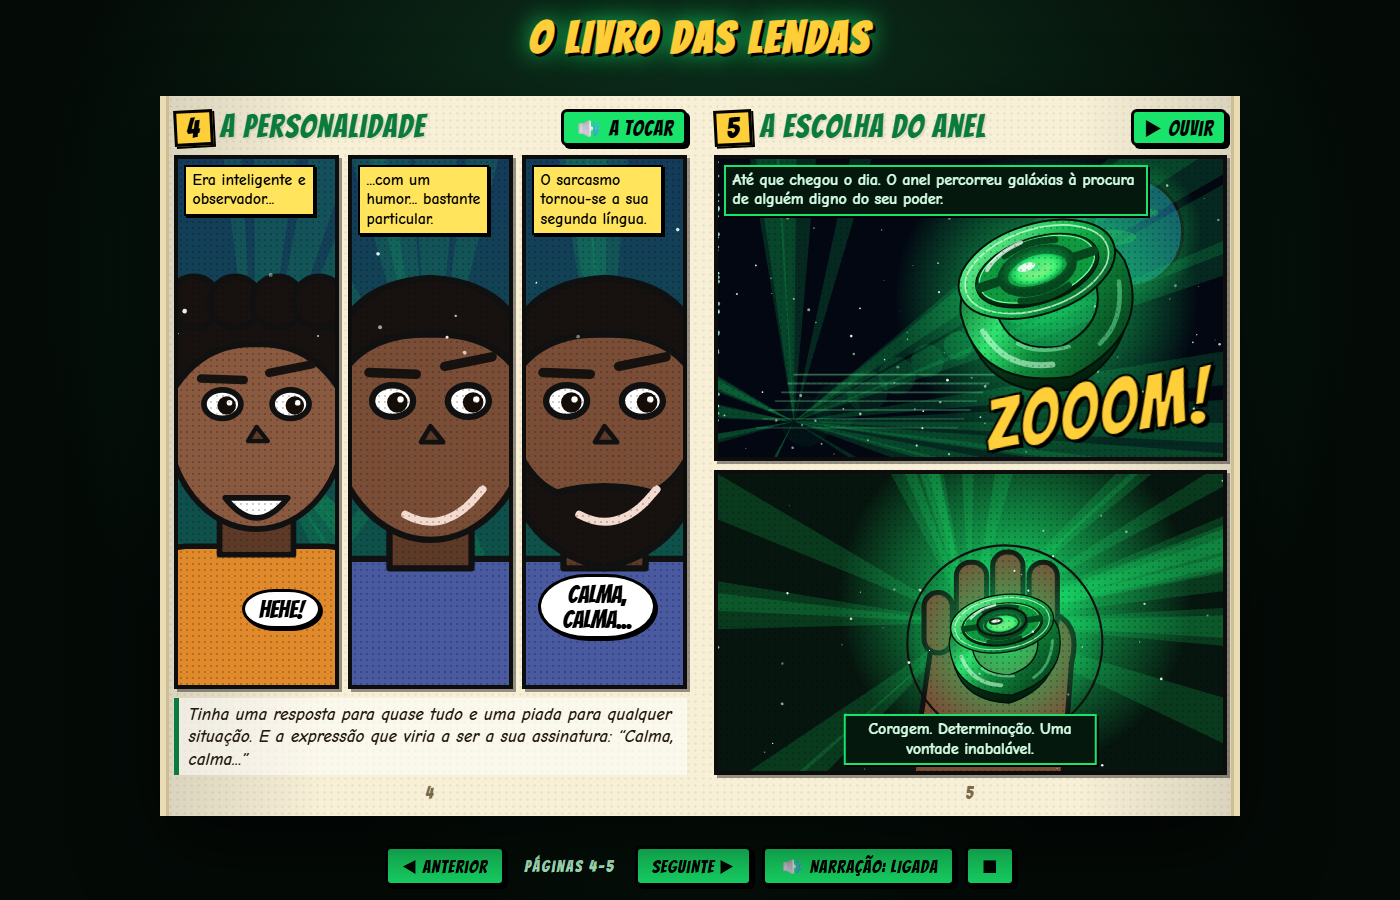 O LIVRO DAS LENDAS
4 A PERSONALIDADE
A TOCAR
Era inteligente e
observador...
...com um
humor... bastante
particular.
O sarcasmo
tornou-se a sua
segunda língua.
HEHE!
CALMA,
CALMA...
Tinha uma resposta para quase tudo e uma piada para qualquer
situação. E a expressão que viria a ser a sua assinatura: “Calma,
calma...”
4
5 A ESCOLHA DO ANEL
▶ OUVIR
Até que chegou o dia. O anel percorreu galáxias à procura
de alguém digno do seu poder.
ZOOOM!
Coragem. Determinação. Uma
vontade inabalável.
5
◀ ANTERIOR
PÁGINAS 4-5
SEGUINTE ▶
NARRAÇÃO: LIGADA